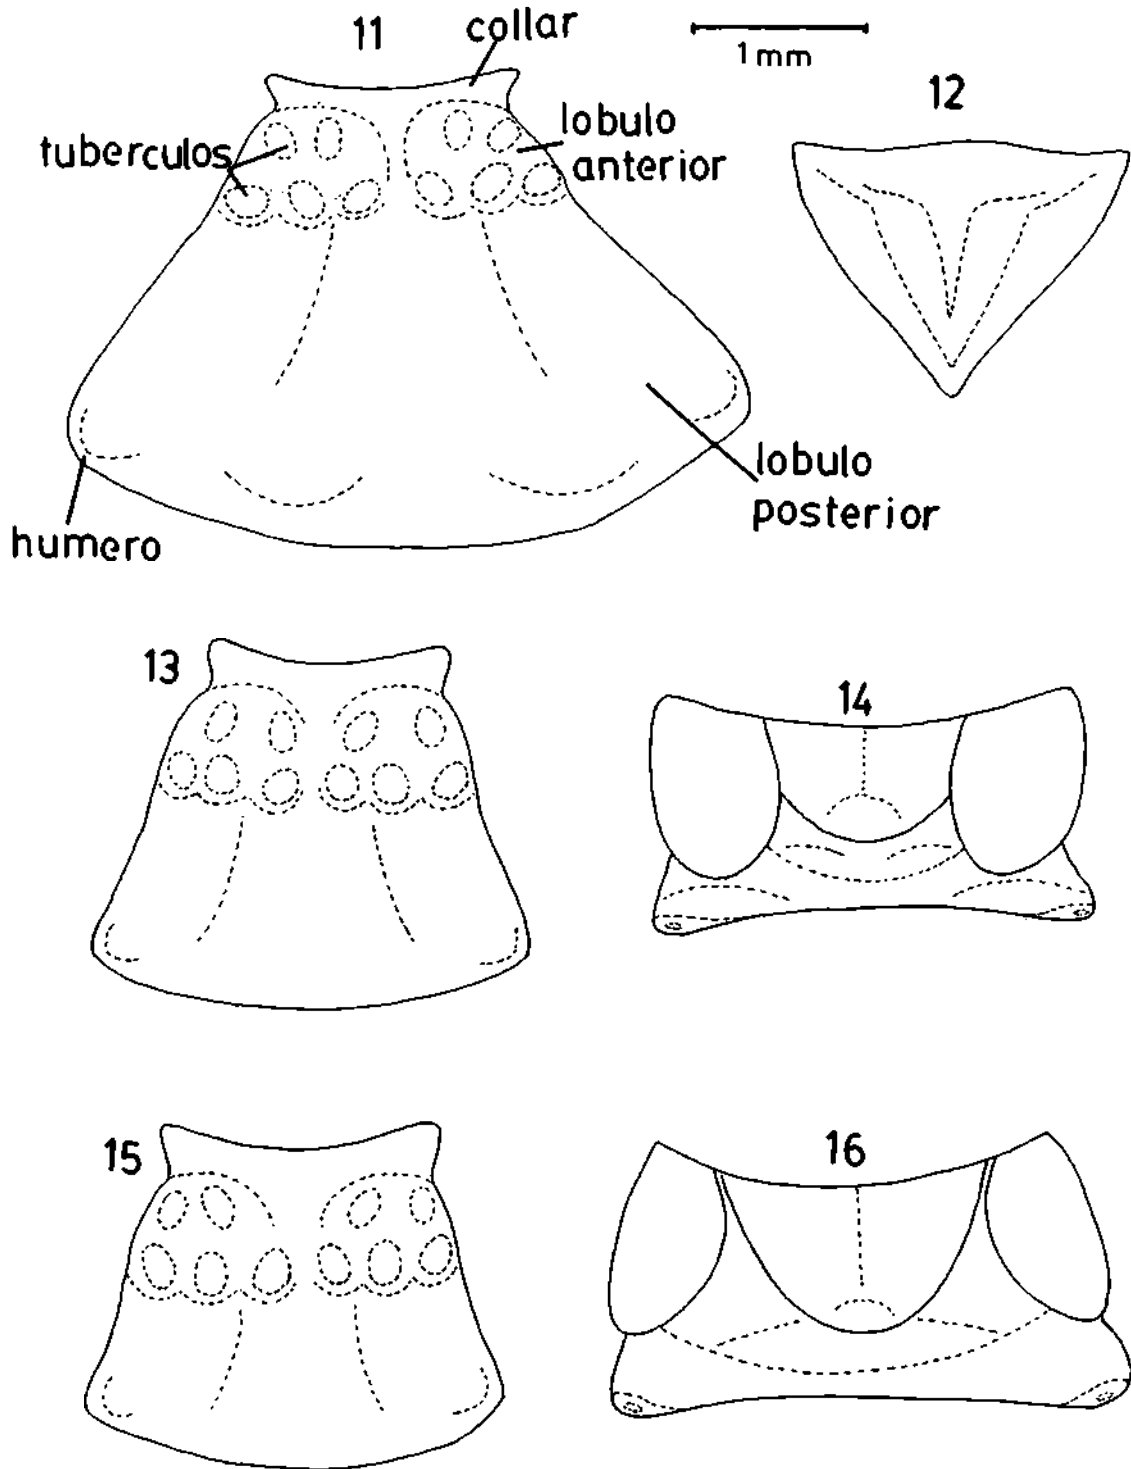 11
collar
1 mm
12
tuberculos
lobulo
anterior
lobulo
posterior
humero
13
14
15
16